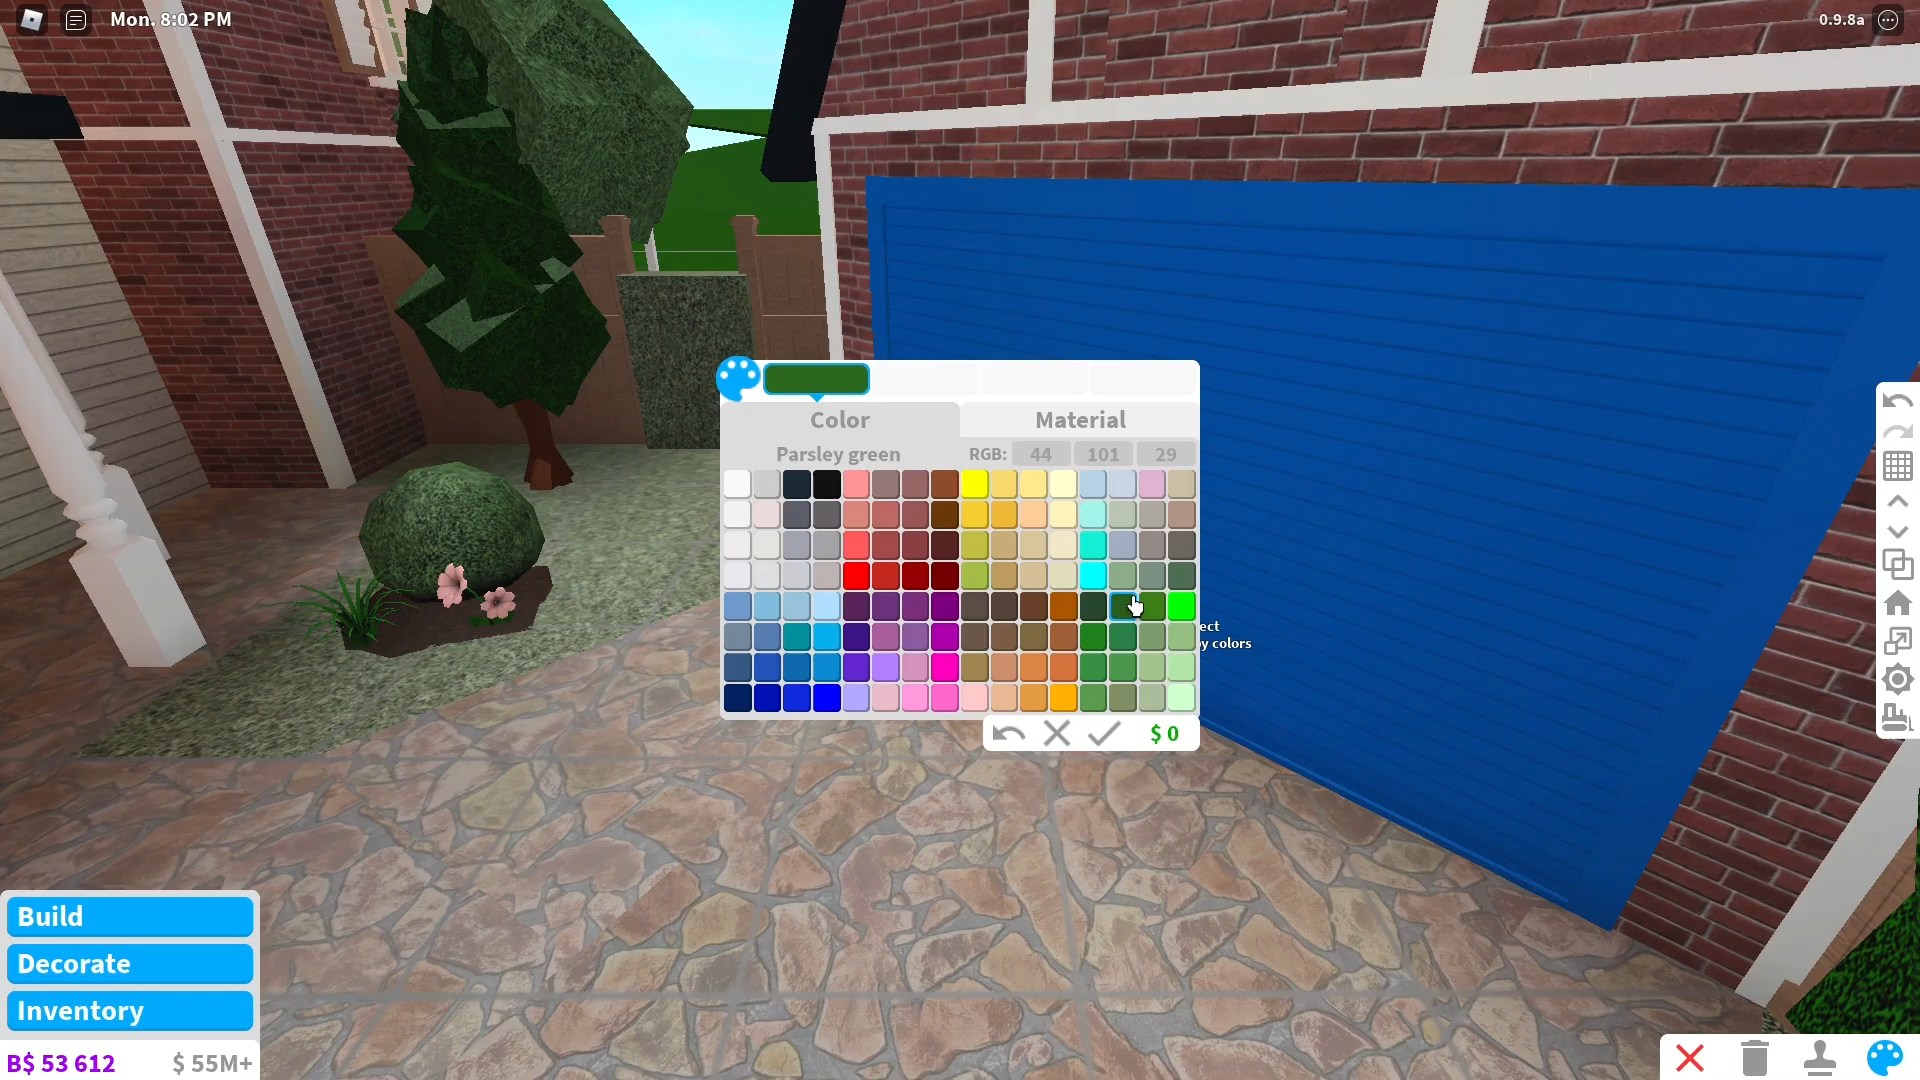 Mon. 8:02 PM
0.9.8a
Color
Material
Parsley green
RGB: 44 101 29
ect
y colors
$ 0
Build
Decorate
Inventory
B$ 53 612
$ 55M+